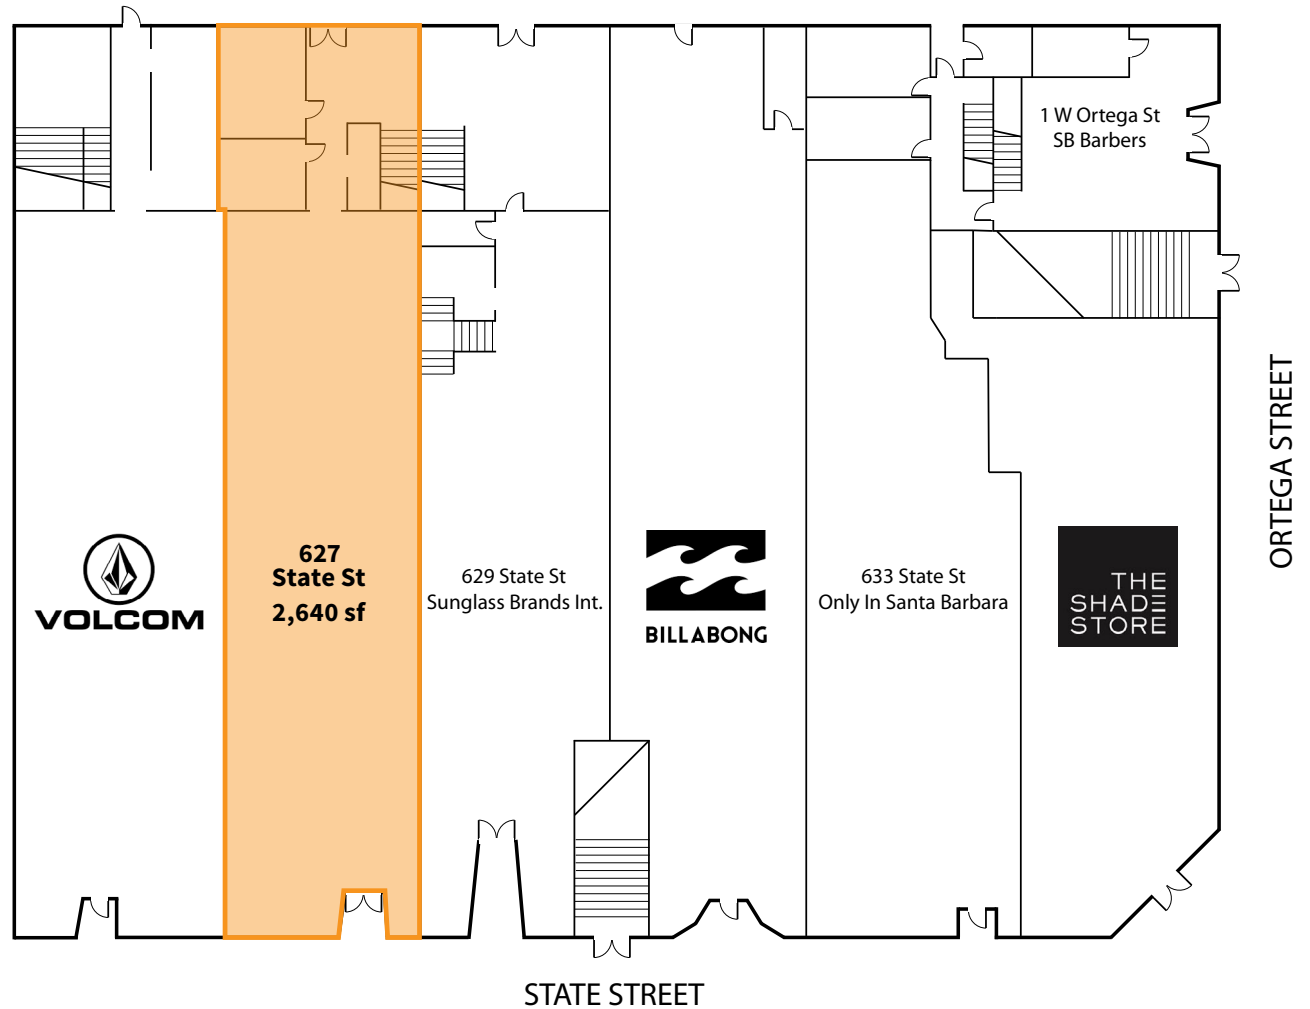 1 W Ortega St
SB Barbers
ORTEGA STREET
VOLCOM
627
State St
2,640 sf
629 State St
Sunglass Brands Int.
BILLABONG
633 State St
Only In Santa Barbara
THE
SHADE
STORE
STATE STREET